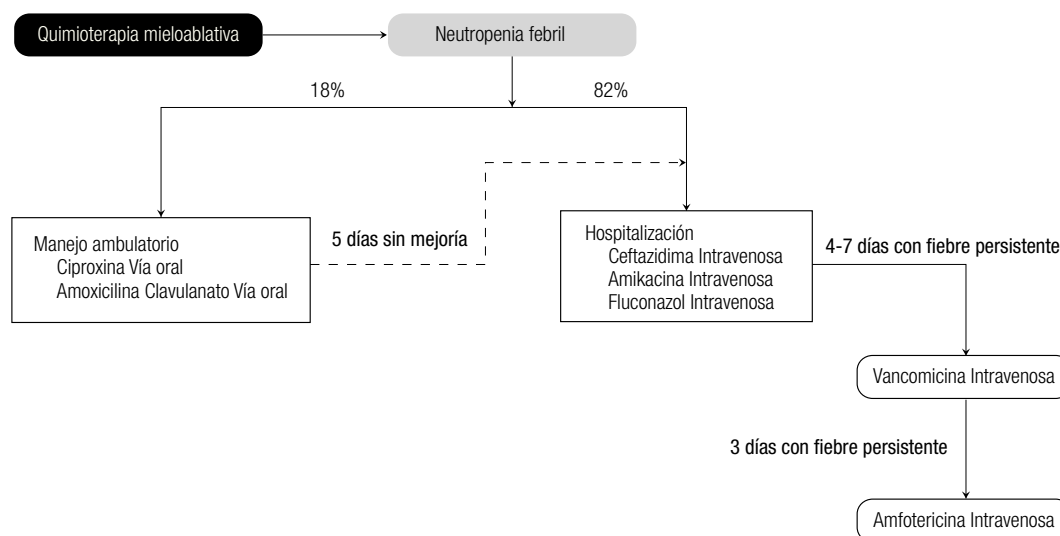 Quimioterapia mieloablativa
Neutropenia febril
18%
82%
Manejo ambulatorio
Ciproxina Vía oral
Amoxicilina Clavulanato Vía oral
5 días sin mejoría
Hospitalización
Ceftazidima Intravenosa
Amikacina Intravenosa
Fluconazol Intravenosa
4-7 días con fiebre persistente
Vancomicina Intravenosa
3 días con fiebre persistente
Amfotericina Intravenosa